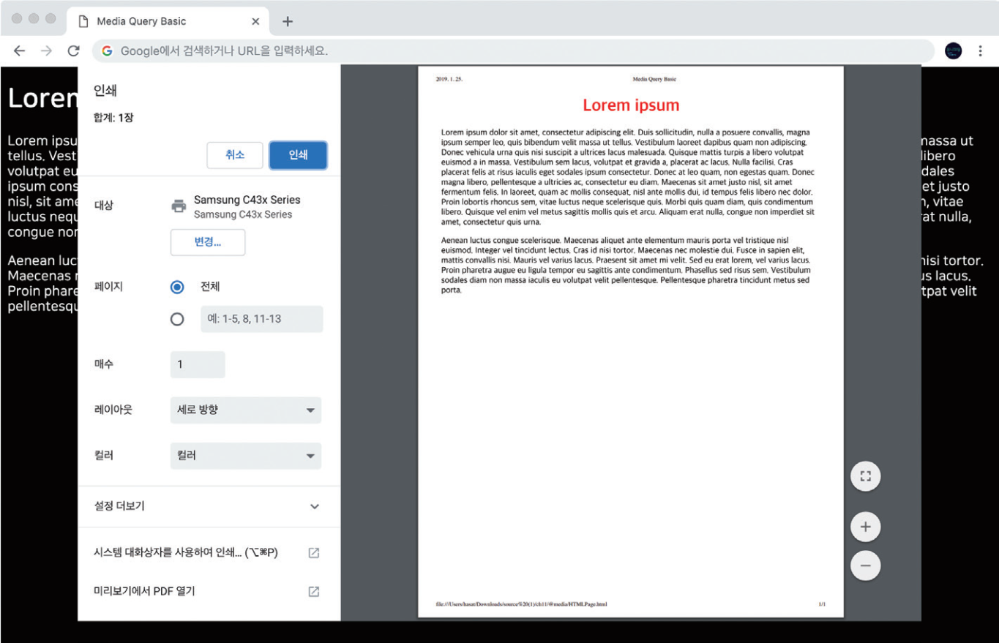 Media Query Basic
Google에서 검색하거나 URL을 입력하세요.
Loren
Lorem ipsu
tellus. Vest
volutpat eu
ipsum cons
nisl, sit ame
luctus nequ
congue nor
Aenean luc
Maecenas r
Proin phare
pellentesqu
인쇄
합계: 1장
취소
인쇄
대상
Samsung C43x Series
Samsung C43x Series
변경...
페이지
전체
예: 1-5, 8, 11-13
매수
1
레이아웃
세로 방향
컬러
컬러
설정 더보기
시스템 대화상자를 사용하여 인쇄... (⌥⌘P)
미리보기에서 PDF 열기
2019. 1. 25.
Media Query Basic
Lorem ipsum
Lorem ipsum dolor sit amet, consectetur adipiscing elit. Duis sollicitudin, nulla a posuere convallis, magna
ipsum semper leo, quis bibendum velit massa ut tellus. Vestibulum laoreet dapibus quam non adipiscing.
Donec vehicula urna quis nisi suscipit a ultrices lacus malesuada. Quisque mattis turpis a libero volutpat
euismod a in massa. Vestibulum sem lacus, volutpat et gravida a, placerat ac lacus. Nulla facilisi. Cras
placerat felis at risus iaculis eget sodales ipsum consectetur. Donec at leo quam, non egestas quam. Donec
magna libero, pellentesque a ultricies ac, consectetur eu diam. Maecenas sit amet justo nisl, sit amet
fermentum felis. In laoreet, quam ac mollis consequat, nisl ante mollis dui, id tempus felis libero nec dolor.
Proin lobortis rhoncus sem, vitae luctus neque scelerisque quis. Morbi quis quam diam, quis condimentum
libero. Quisque vel enim vel metus sagittis mollis quis et arcu. Aliquam erat nulla, congue non imperdiet sit
amet, consectetur quis urna.
Aenean luctus congue scelerisque. Maecenas aliquet ante elementum mauris porta vel tristique nisl
euismod. Integer vel tincidunt lectus. Cras id nisi tortor. Maecenas nec molestie dui. Fusce in sapien elit,
mattis convallis nisi. Mauris vel varius lacus. Praesent sit amet mi velit. Sed eu erat lorem, vel varius lacus.
Proin pharetra augue eu ligula tempor eu sagittis ante condimentum. Phasellus sed risus sem. Vestibulum
sodales diam non massa iaculis eu volutpat velit pellentesque. Pellentesque pharetra tincidunt metus sed
porta.
file:///Users/hasat/Downloads/source%20(1)/ch11/@media/HTMLPage.html
1/1
massa ut
libero
dales
et justo
n, vitae
rat nulla,
nisi tortor.
us lacus.
tpat velit